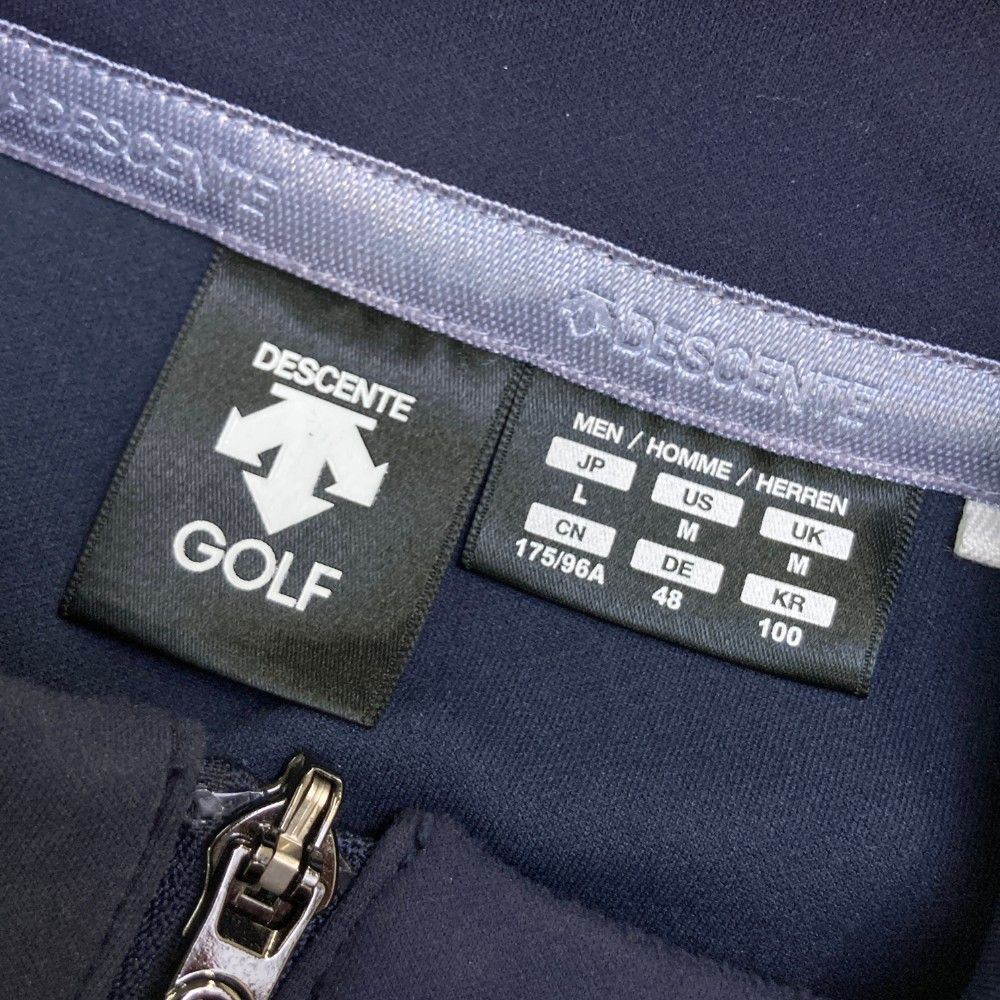 DESCENTE
DESCENTE
DESCENTE
GOLF
MEN / HOMME / HERREN
JP US UK
L M M
CN DE KR
175/96A 48 100